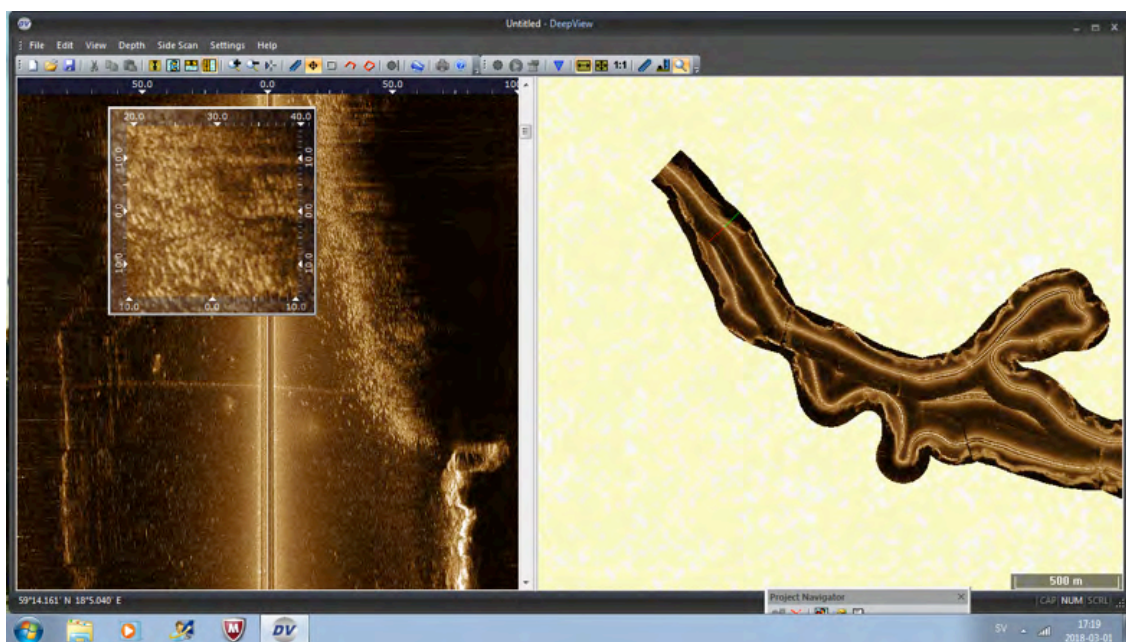 DV Untitled - DeepView
File Edit View Depth Side Scan Settings Help
1:1
50.0 0.0 50.0
20.0 30.0 40.0
10.0 10.0
0.0 0.0
10.0 10.0
10.0 0.0 10.0
500 m
59°14.161' N 18°5.040' E
Project Navigator
CAP NUM SCRL
DV
SV 17:19
2018-03-01